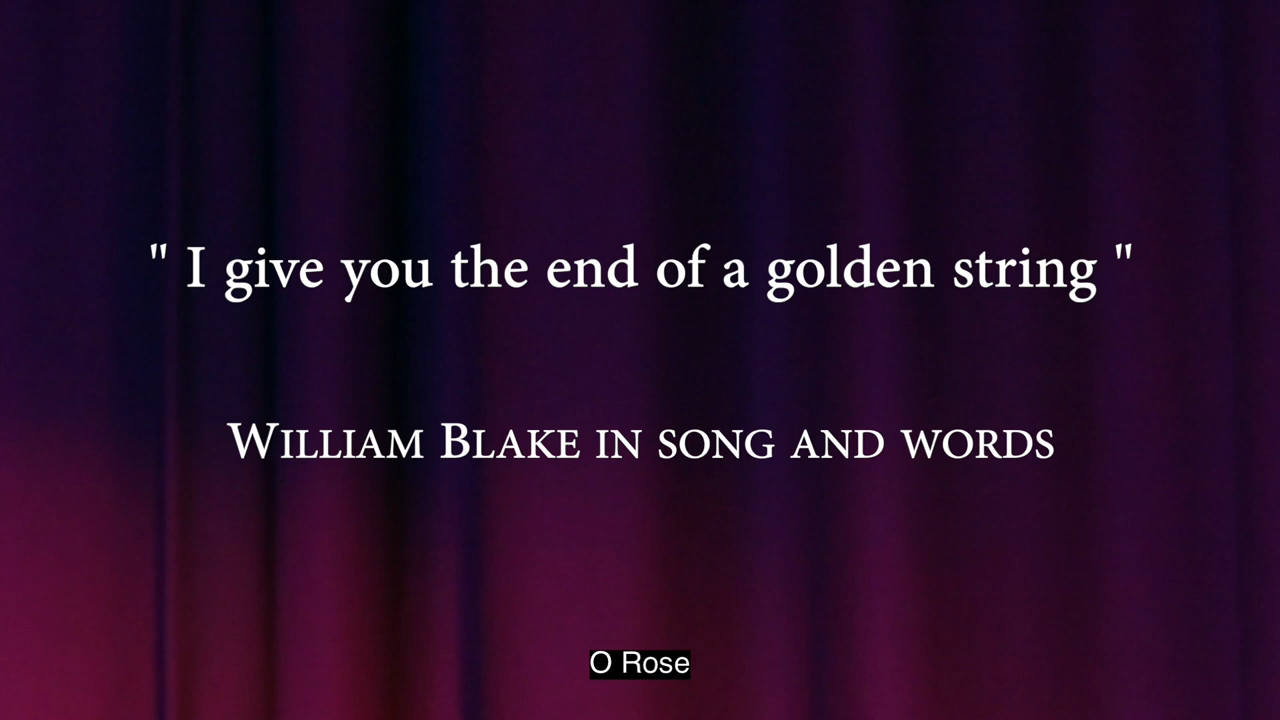 " I give you the end of a golden string "
William Blake in song and words
O Rose